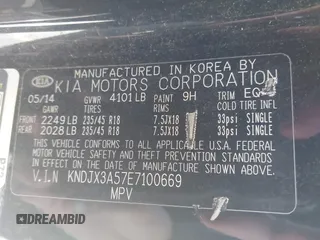 MANUFACTURED IN KOREA BY
KIA KIA MOTORS CORPORATION
05/14 GVWR 4101 LB PAINT 9H TRIM EQ
GAWR TIRES RIMS
FRONT 2249 LB 235/45 R18 7.5JX18 33psi SINGLE
REAR 2028 LB 235/45 R18 7.5JX18 33psi SINGLE
THIS VEHICLE CONFORMS TO ALL APPLICABLE U.S.A. FEDERAL
MOTOR VEHICLE SAFETY, BUMPER, AND THEFT PREVENTION
STANDARDS IN EFFECT ON THE DATE OF MANUFACTURE SHOWN ABOVE.
V.I.N KNDJX3A57E7100669
MPV
DREAMBID